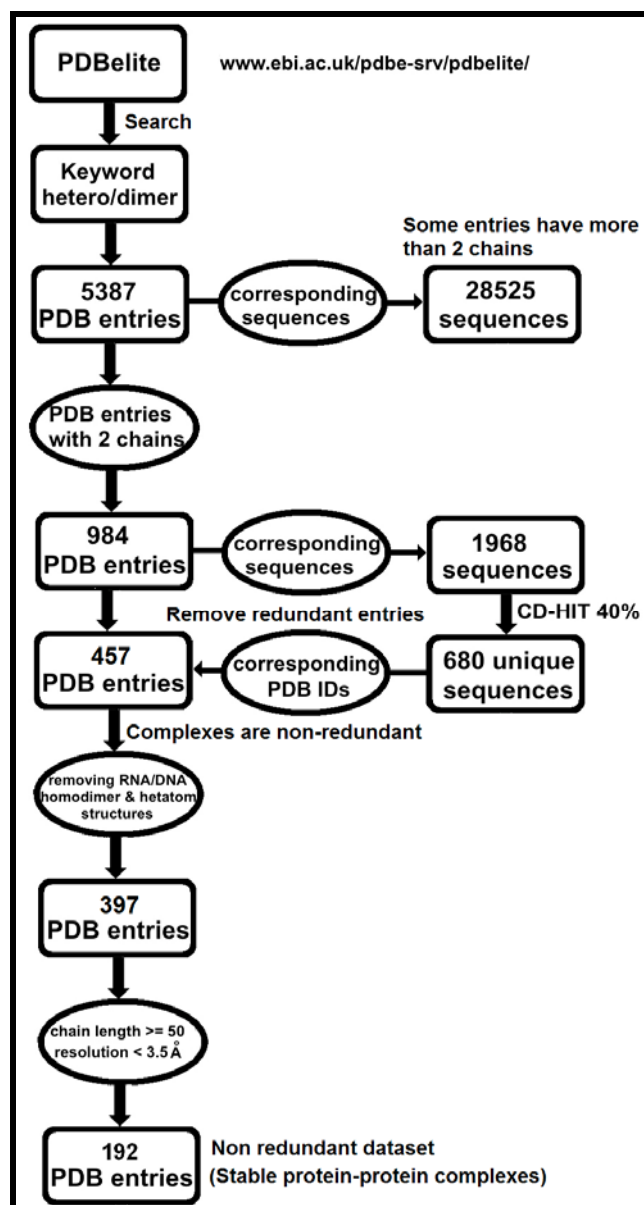 PDBelite
www.ebi.ac.uk/pdbe-srv/pdbelite/
Search
Keyword
hetero/dimer
Some entries have more
than 2 chains
5387
PDB entries
corresponding
sequences
28525
sequences
PDB entries
with 2 chains
984
PDB entries
corresponding
sequences
1968
sequences
Remove redundant entries
CD-HIT 40%
457
PDB entries
corresponding
PDB IDs
680 unique
sequences
Complexes are non-redundant
removing RNA/DNA
homodimer & hetatom
structures
397
PDB entries
chain length >= 50
resolution < 3.5Å
192
PDB entries
Non redundant dataset
(Stable protein-protein complexes)